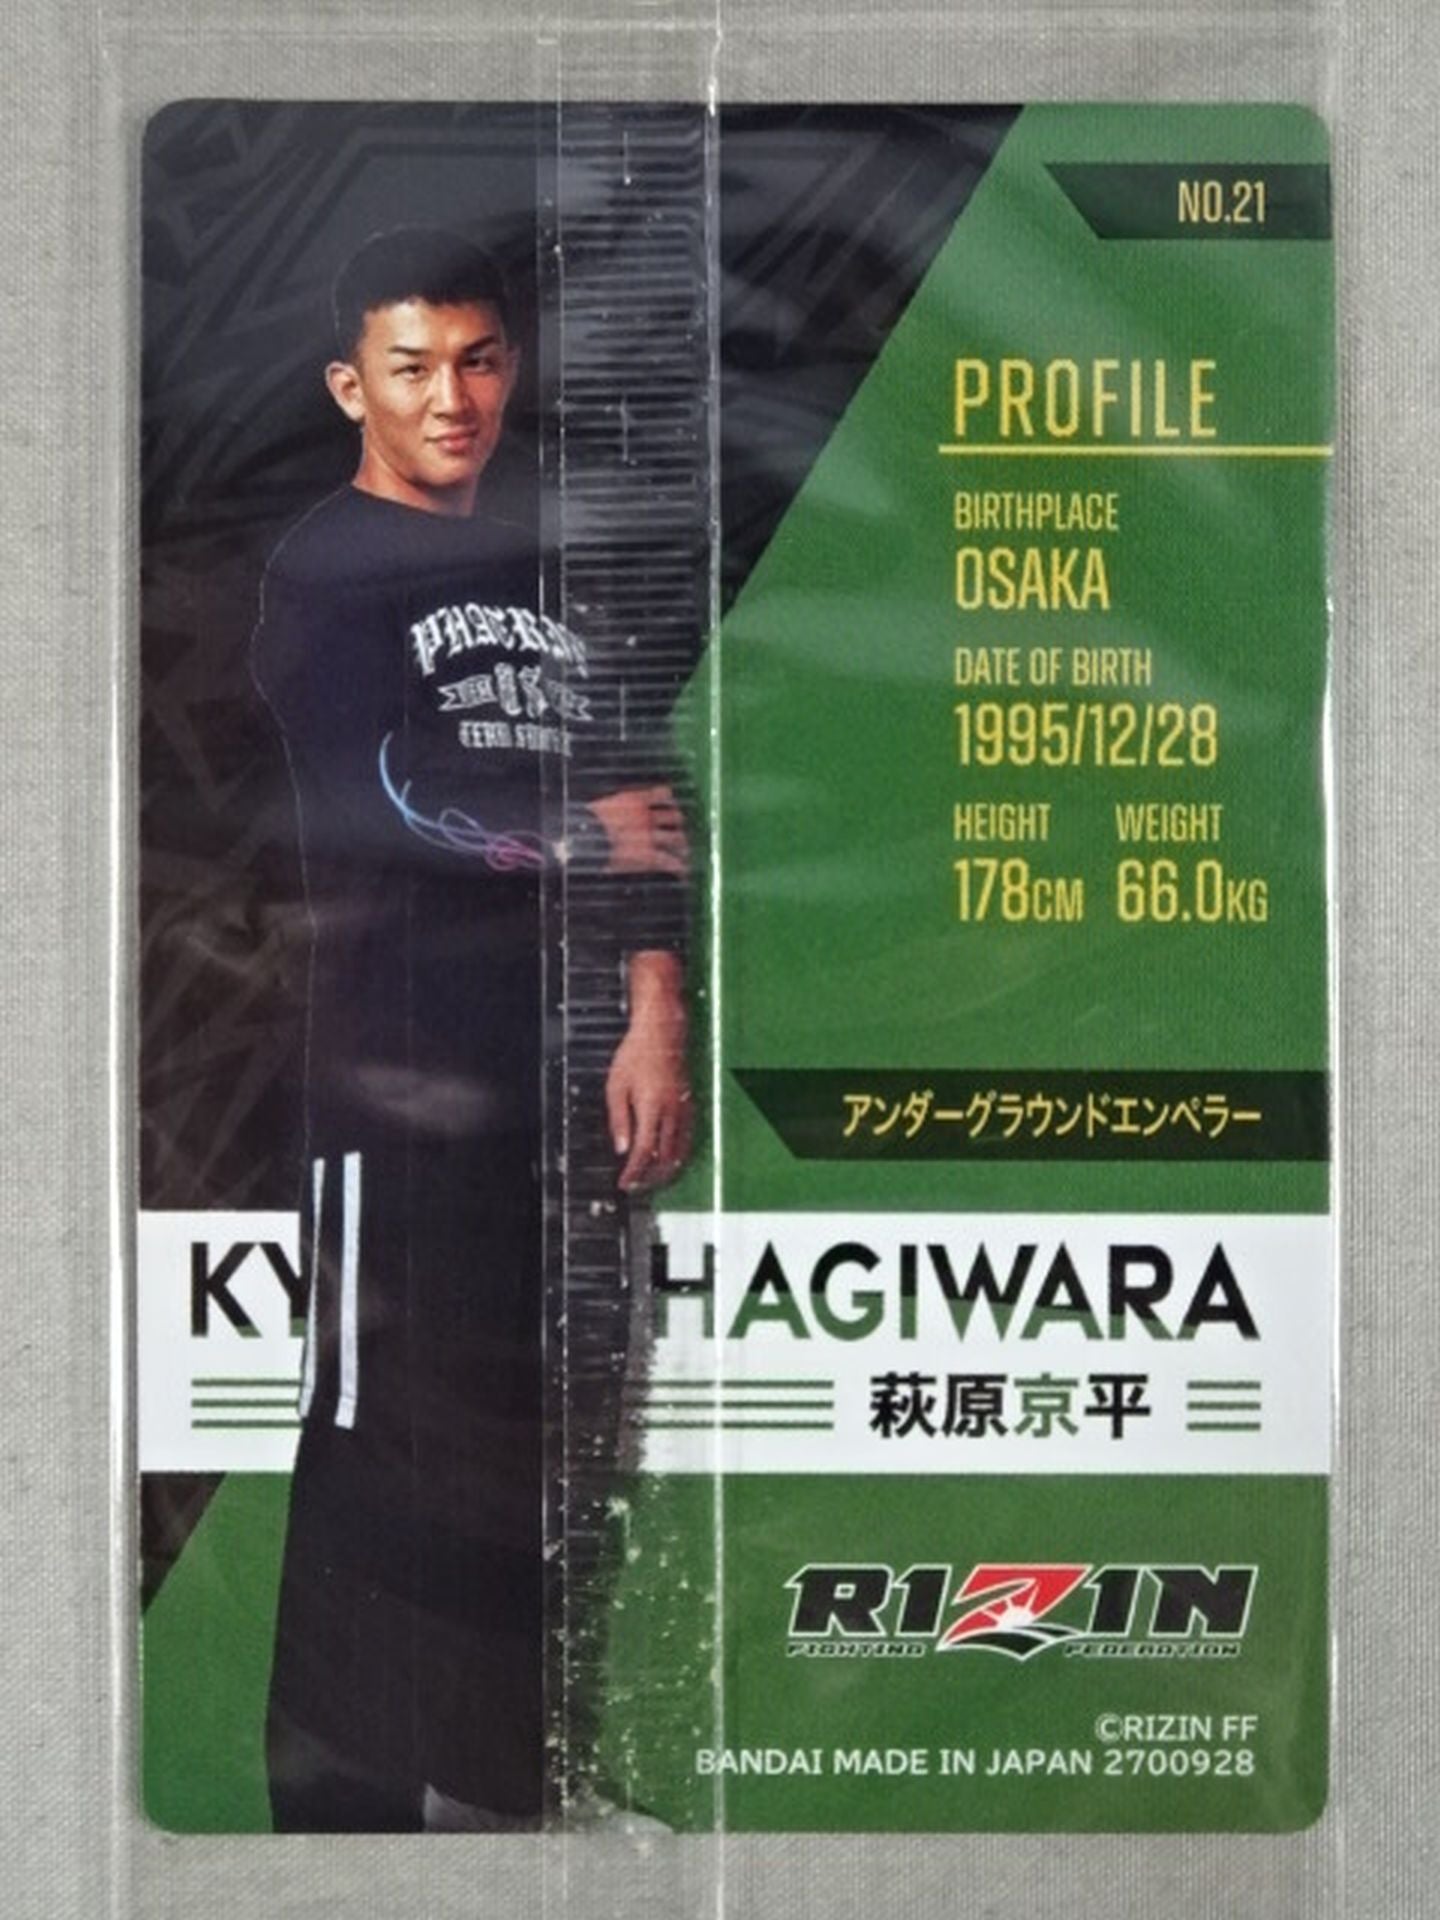 NO.21
PROFILE
BIRTHPLACE
OSAKA
DATE OF BIRTH
1995/12/28
HEIGHT WEIGHT
178CM 66.0KG
アンダーグラウンドエンペラー
KY HAGIWARA
萩原京平
RIZIN
FIGHTING FEDERATION
©RIZIN FF
BANDAI MADE IN JAPAN 2700928